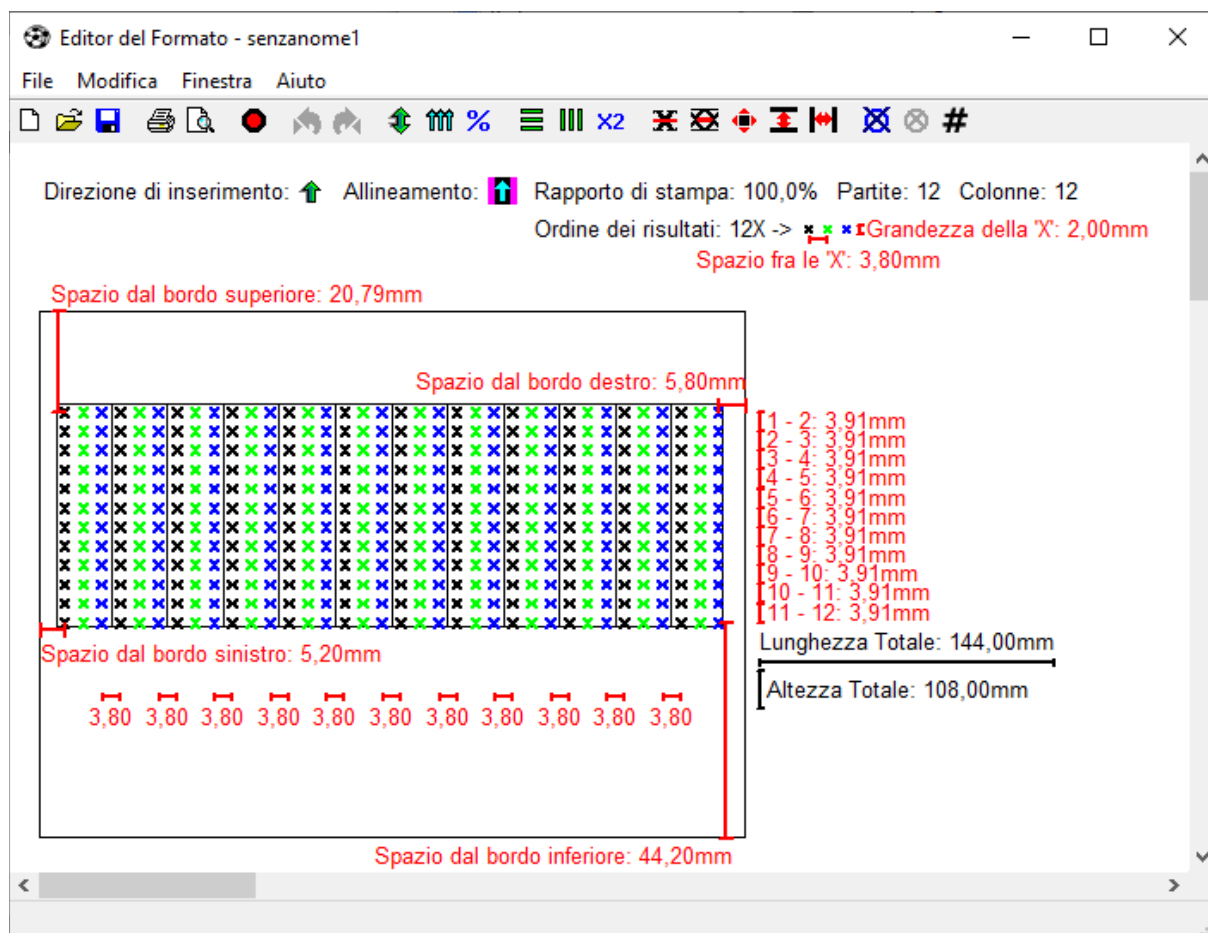 Editor del Formato - senzanome1
File Modifica Finestra Aiuto
% X2 #
Direzione di inserimento: Allineamento: Rapporto di stampa: 100,0% Partite: 12 Colonne: 12
Ordine dei risultati: 12X -> Grandezza della 'X': 2,00mm
Spazio fra le 'X': 3,80mm
Spazio dal bordo superiore: 20,79mm
Spazio dal bordo destro: 5,80mm
1 - 2: 3,91mm
2 - 3: 3,91mm
3 - 4: 3,91mm
4 - 5: 3,91mm
5 - 6: 3,91mm
6 - 7: 3,91mm
7 - 8: 3,91mm
8 - 9: 3,91mm
9 - 10: 3,91mm
10 - 11: 3,91mm
11 - 12: 3,91mm
Lunghezza Totale: 144,00mm
Spazio dal bordo sinistro: 5,20mm
Altezza Totale: 108,00mm
3,80 3,80 3,80 3,80 3,80 3,80 3,80 3,80 3,80 3,80 3,80
Spazio dal bordo inferiore: 44,20mm